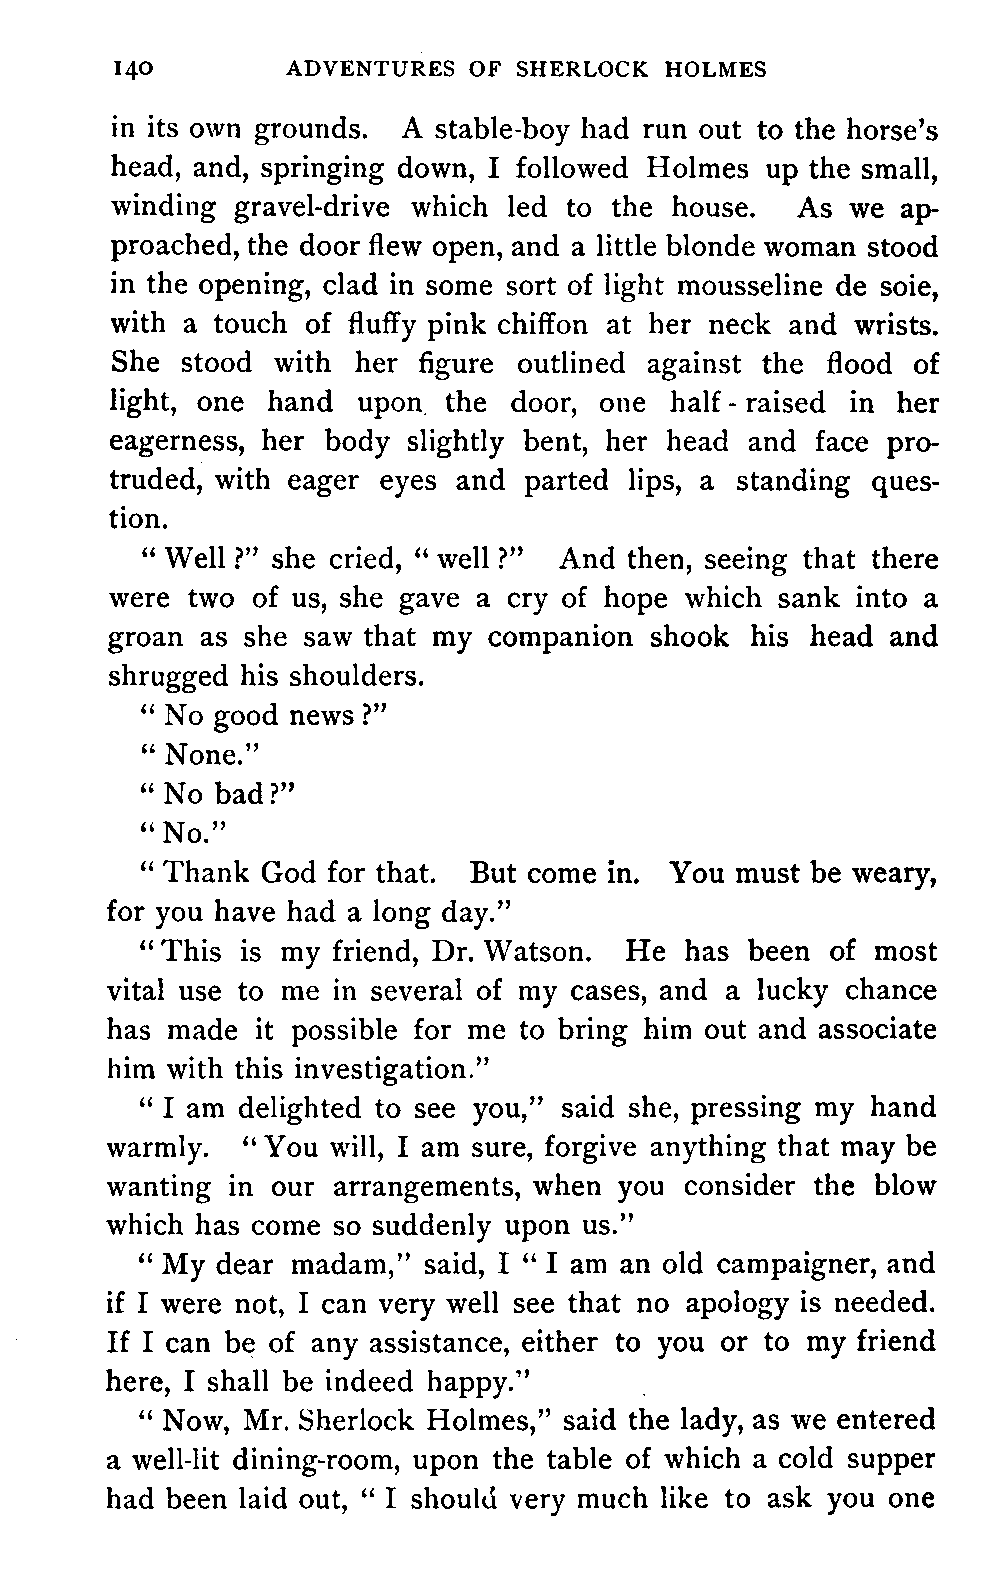 140 ADVENTURES OF SHERLOCK HOLMES
in its own grounds. A stable-boy had run out to the horse's
head, and, springing down, I followed Holmes up the small,
winding gravel-drive which led to the house. As we ap-
proached, the door flew open, and a little blonde woman stood
in the opening, clad in some sort of light mousseline de soie,
with a touch of fluffy pink chiffon at her neck and wrists.
She stood with her figure outlined against the flood of
light, one hand upon the door, one half-raised in her
eagerness, her body slightly bent, her head and face pro-
truded, with eager eyes and parted lips, a standing ques-
tion.
"Well?" she cried, "well?" And then, seeing that there
were two of us, she gave a cry of hope which sank into a
groan as she saw that my companion shook his head and
shrugged his shoulders.
"No good news?"
"None."
"No bad?"
"No."
"Thank God for that. But come in. You must be weary,
for you have had a long day."
"This is my friend, Dr. Watson. He has been of most
vital use to me in several of my cases, and a lucky chance
has made it possible for me to bring him out and associate
him with this investigation."
"I am delighted to see you," said she, pressing my hand
warmly. "You will, I am sure, forgive anything that may be
wanting in our arrangements, when you consider the blow
which has come so suddenly upon us."
"My dear madam," said, I "I am an old campaigner, and
if I were not, I can very well see that no apology is needed.
If I can be of any assistance, either to you or to my friend
here, I shall be indeed happy."
"Now, Mr. Sherlock Holmes," said the lady, as we entered
a well-lit dining-room, upon the table of which a cold supper
had been laid out, "I should very much like to ask you one